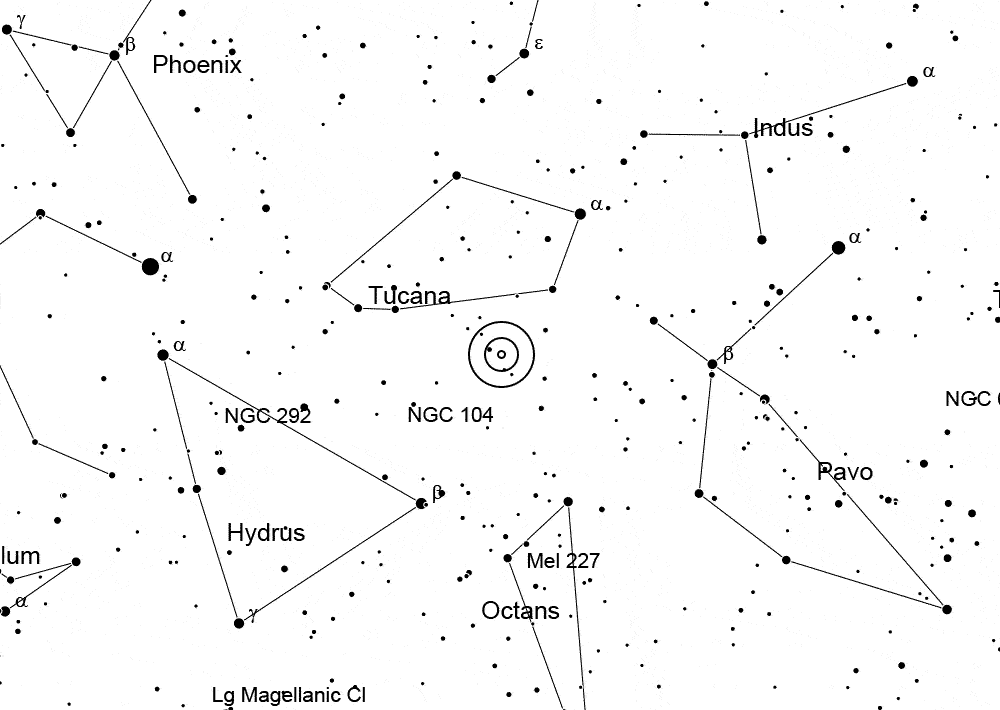 γ
β
ε
Phoenix
α
Indus
α
α
α
Tucana
T
α
β
NGC 292
NGC 104
NGC
Pavo
β
Hydrus
lum
Mel 227
α
γ
Octans
Lg Magellanic Cl